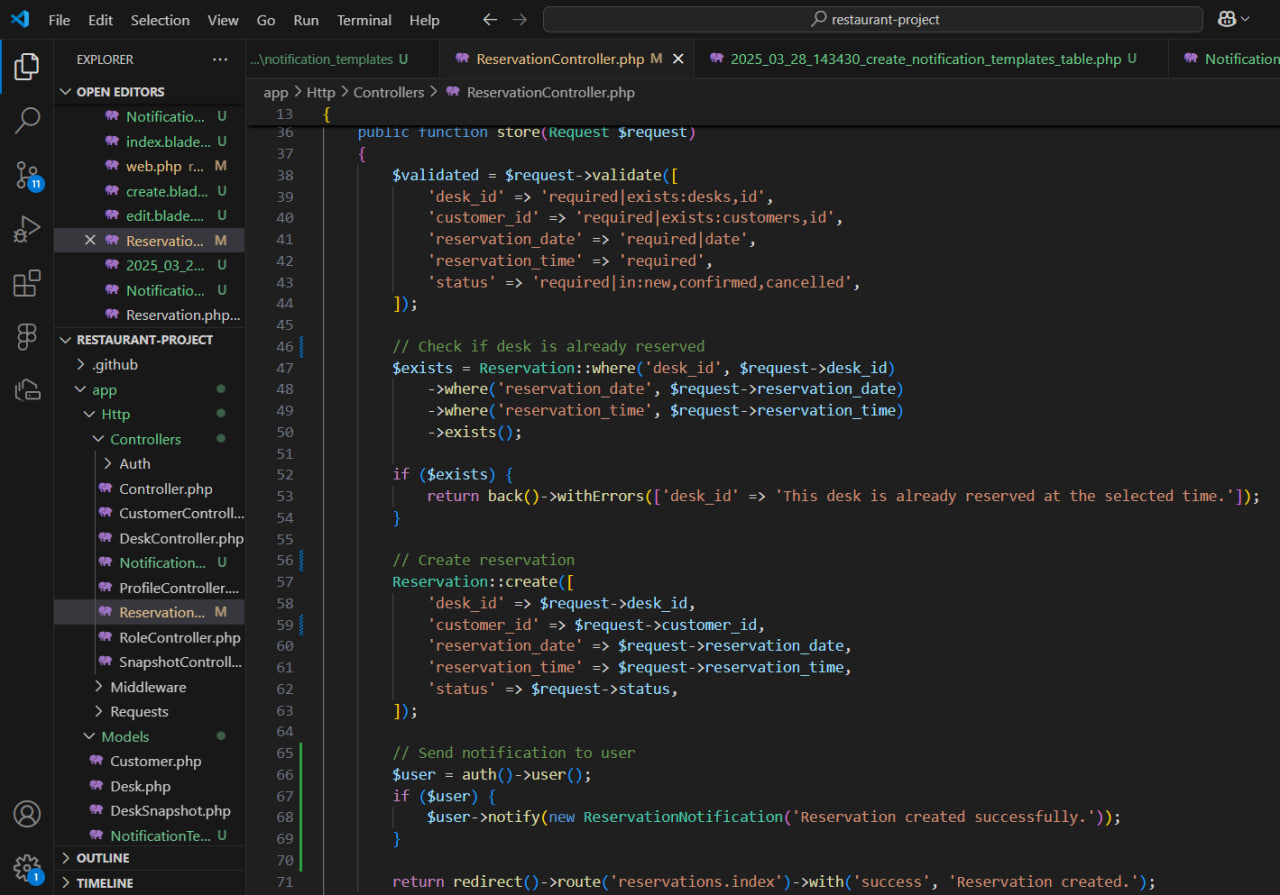 File Edit Selection View Go Run Terminal Help
restaurant-project
EXPLORER
...\notification_templates U
ReservationController.php M
2025_03_28_143430_create_notification_templates_table.php U
Notification
OPEN EDITORS
Notificatio... U
index.blade... U
web.php r... M
create.blad... U
edit.blade.... U
Reservatio... M
2025_03_2... U
Notificatio... U
Reservation.php...
RESTAURANT-PROJECT
.github
app
Http
Controllers
Auth
Controller.php
CustomerControll...
DeskController.php
Notification... U
ProfileController....
Reservation... M
RoleController.php
SnapshotControll...
Middleware
Requests
Models
Customer.php
Desk.php
DeskSnapshot.php
NotificationTe... U
OUTLINE
TIMELINE
11
1
app > Http > Controllers > ReservationController.php
13 {
36 public function store(Request $request)
37 {
38 $validated = $request->validate([
39 'desk_id' => 'required|exists:desks,id',
40 'customer_id' => 'required|exists:customers,id',
41 'reservation_date' => 'required|date',
42 'reservation_time' => 'required',
43 'status' => 'required|in:new,confirmed,cancelled',
44 ]);
45
46 // Check if desk is already reserved
47 $exists = Reservation::where('desk_id', $request->desk_id)
48 ->where('reservation_date', $request->reservation_date)
49 ->where('reservation_time', $request->reservation_time)
50 ->exists();
51
52 if ($exists) {
53 return back()->withErrors(['desk_id' => 'This desk is already reserved at the selected time.']);
54 }
55
56 // Create reservation
57 Reservation::create([
58 'desk_id' => $request->desk_id,
59 'customer_id' => $request->customer_id,
60 'reservation_date' => $request->reservation_date,
61 'reservation_time' => $request->reservation_time,
62 'status' => $request->status,
63 ]);
64
65 // Send notification to user
66 $user = auth()->user();
67 if ($user) {
68 $user->notify(new ReservationNotification('Reservation created successfully.'));
69 }
70
71 return redirect()->route('reservations.index')->with('success', 'Reservation created.');